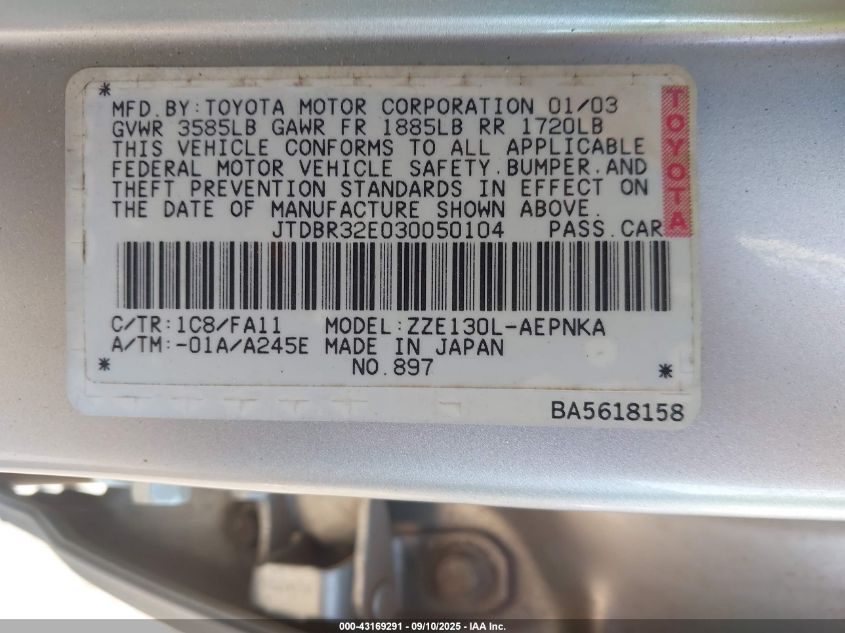 *
MFD.BY:TOYOTA MOTOR CORPORATION 01/03
GVWR 3585LB GAWR FR 1885LB RR 1720LB
THIS VEHICLE CONFORMS TO ALL APPLICABLE
FEDERAL MOTOR VEHICLE SAFETY.BUMPER.AND
THEFT PREVENTION STANDARDS IN EFFECT ON
THE DATE OF MANUFACTURE SHOWN ABOVE.
JTDBR32E030050104 PASS.CAR
TOYOTA
C/TR:1C8/FA11 MODEL:ZZE130L-AEPNKA
A/TM:-01A/A245E MADE IN JAPAN
* NO.897 *
BA5618158
000-43169291 - 09/10/2025 - IAA Inc.